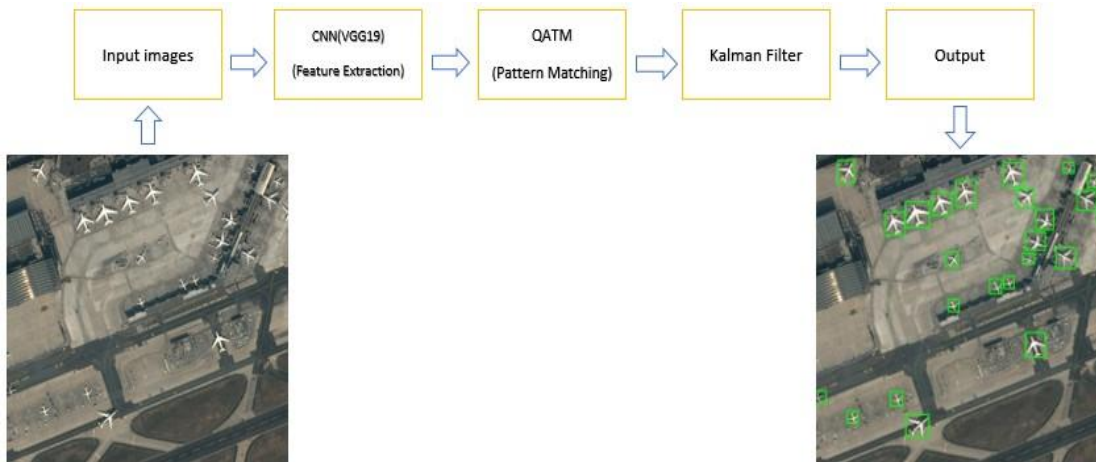 Input images
CNN(VGG19)
(Feature Extraction)
QATM
(Pattern Matching)
Kalman Filter
Output